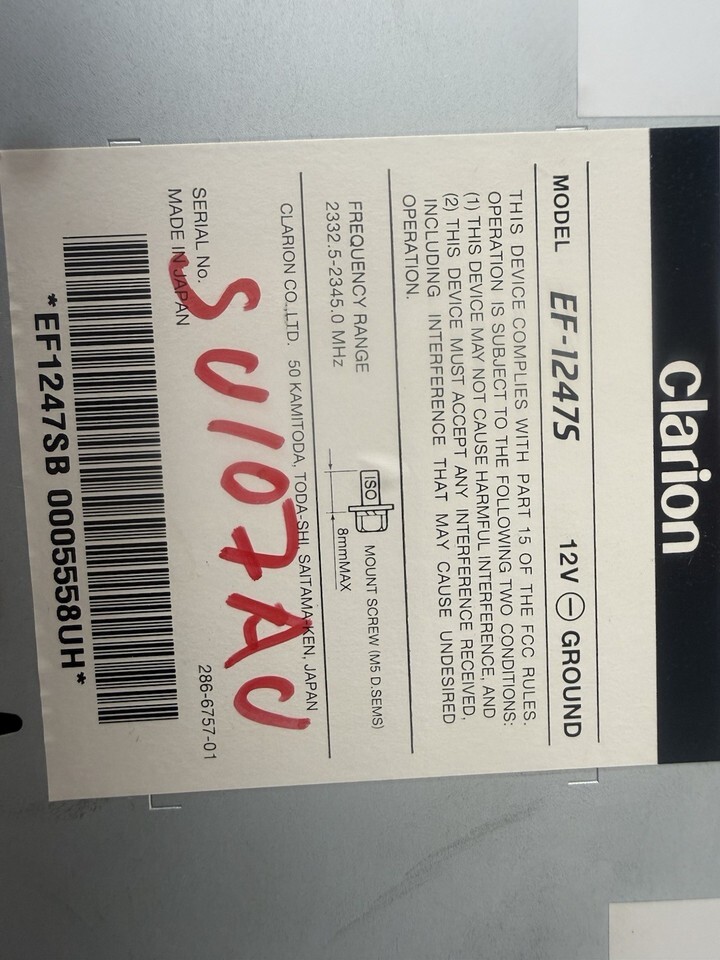 clarion
MODEL EF-1247S 12V ⊖ GROUND
THIS DEVICE COMPLIES WITH PART 15 OF THE FCC RULES.
OPERATION IS SUBJECT TO THE FOLLOWING TWO CONDITIONS:
(1) THIS DEVICE MAY NOT CAUSE HARMFUL INTERFERENCE, AND
(2) THIS DEVICE MUST ACCEPT ANY INTERFERENCE RECEIVED,
INCLUDING INTERFERENCE THAT MAY CAUSE UNDESIRED
OPERATION.
FREQUENCY RANGE
2332.5-2345.0 MHz
ISO
MOUNT SCREW (M5 D,SEMS)
8mmMAX
CLARION CO.,LTD. 50 KAMITODA, TODA-SHI, SAITAMA-KEN, JAPAN
SERIAL No.
MADE IN JAPAN
286-6757-01
*EF1247SB 0005558UH*